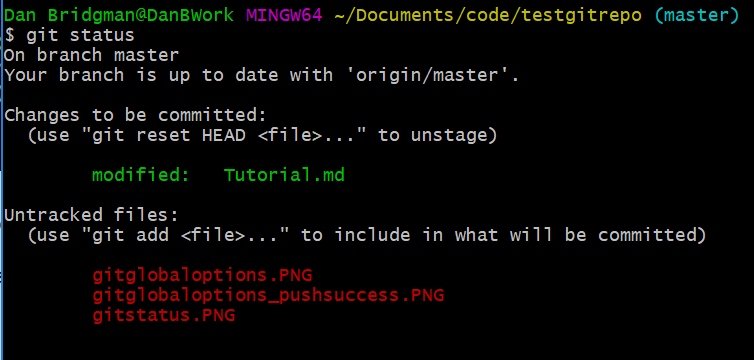 Dan Bridgman@DanBWork MINGW64 ~/Documents/code/testgitrepo (master)
$ git status
On branch master
Your branch is up to date with 'origin/master'.
Changes to be committed:
(use "git reset HEAD <file>..." to unstage)
modified: Tutorial.md
Untracked files:
(use "git add <file>..." to include in what will be committed)
gitglobaloptions.PNG
gitglobaloptions_pushsuccess.PNG
gitstatus.PNG